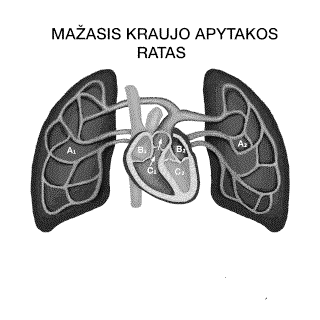 MAŽASIS KRAUJO APYTAKOS
RATAS
A₁
A₂
B₁
B₂
C₁
C₂